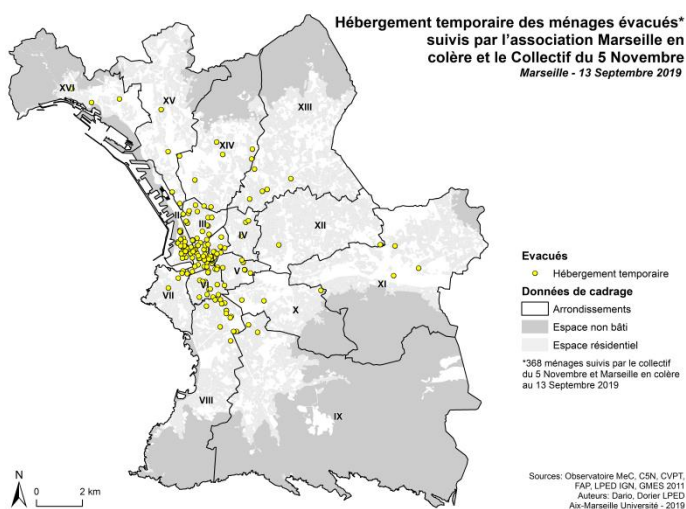 Hébergement temporaire des ménages évacués*
suivis par l'association Marseille en
colère et le Collectif du 5 Novembre
Marseille - 13 Septembre 2019
XVI
XV
XIII
XIV
XII
II
III
IV
V
XI
VI
VII
X
VIII
IX
Evacués
Hébergement temporaire
Données de cadrage
Arrondissements
Espace non bâti
Espace résidentiel
*368 ménages suivis par le collectif
du 5 Novembre et Marseille en colère
au 13 Septembre 2019
N
0 2 km
Sources: Observatoire MeC, C5N, CVPT,
FAP, LPED IGN, GMES 2011
Auteurs: Dario, Dorier LPED
Aix-Marseille Université - 2019